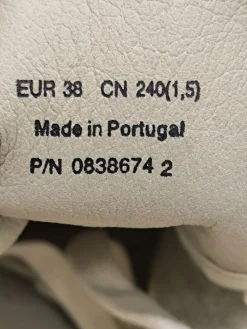 EUR 38 CN 240(1,5)
Made in Portugal
P/N 0838674 2